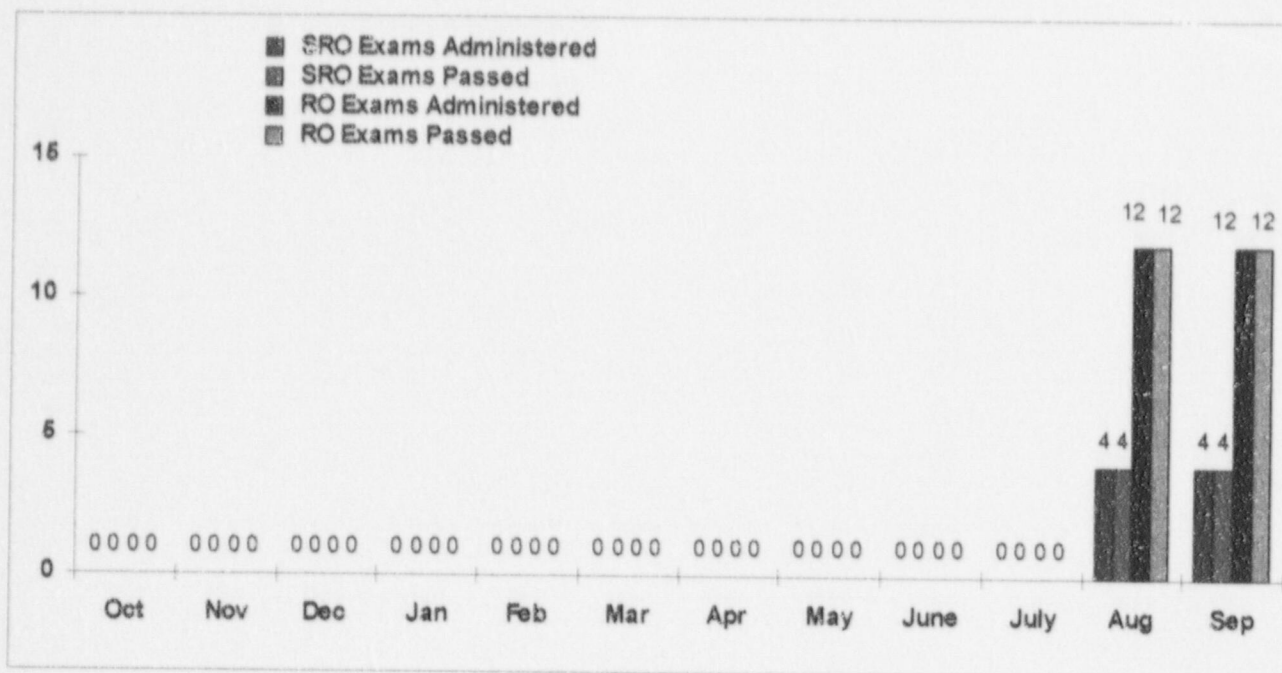 SRO Exams Administered
SRO Exams Passed
RO Exams Administered
RO Exams Passed
15
12 12 12 12
10
5
4 4 4 4
0 0 0 0 0 0 0 0 0 0 0 0 0 0 0 0 0 0 0 0 0 0 0 0 0 0 0 0 0 0 0 0 0 0 0 0 0 0 0 0
0
Oct Nov Dec Jan Feb Mar Apr May June July Aug Sep